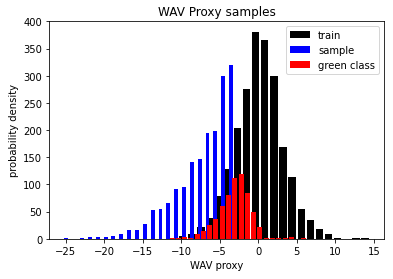 WAV Proxy samples
train
sample
green class
probability density
400
350
300
250
200
150
100
50
0
−25 −20 −15 −10 −5 0 5 10 15
WAV proxy